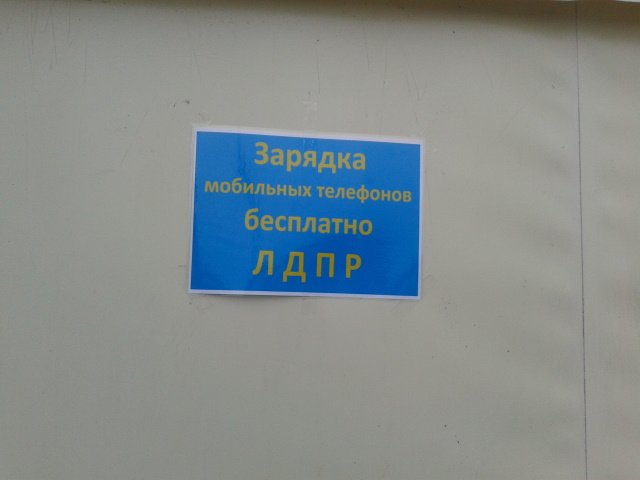 Зарядка
мобильных телефонов
бесплатно
ЛДПР